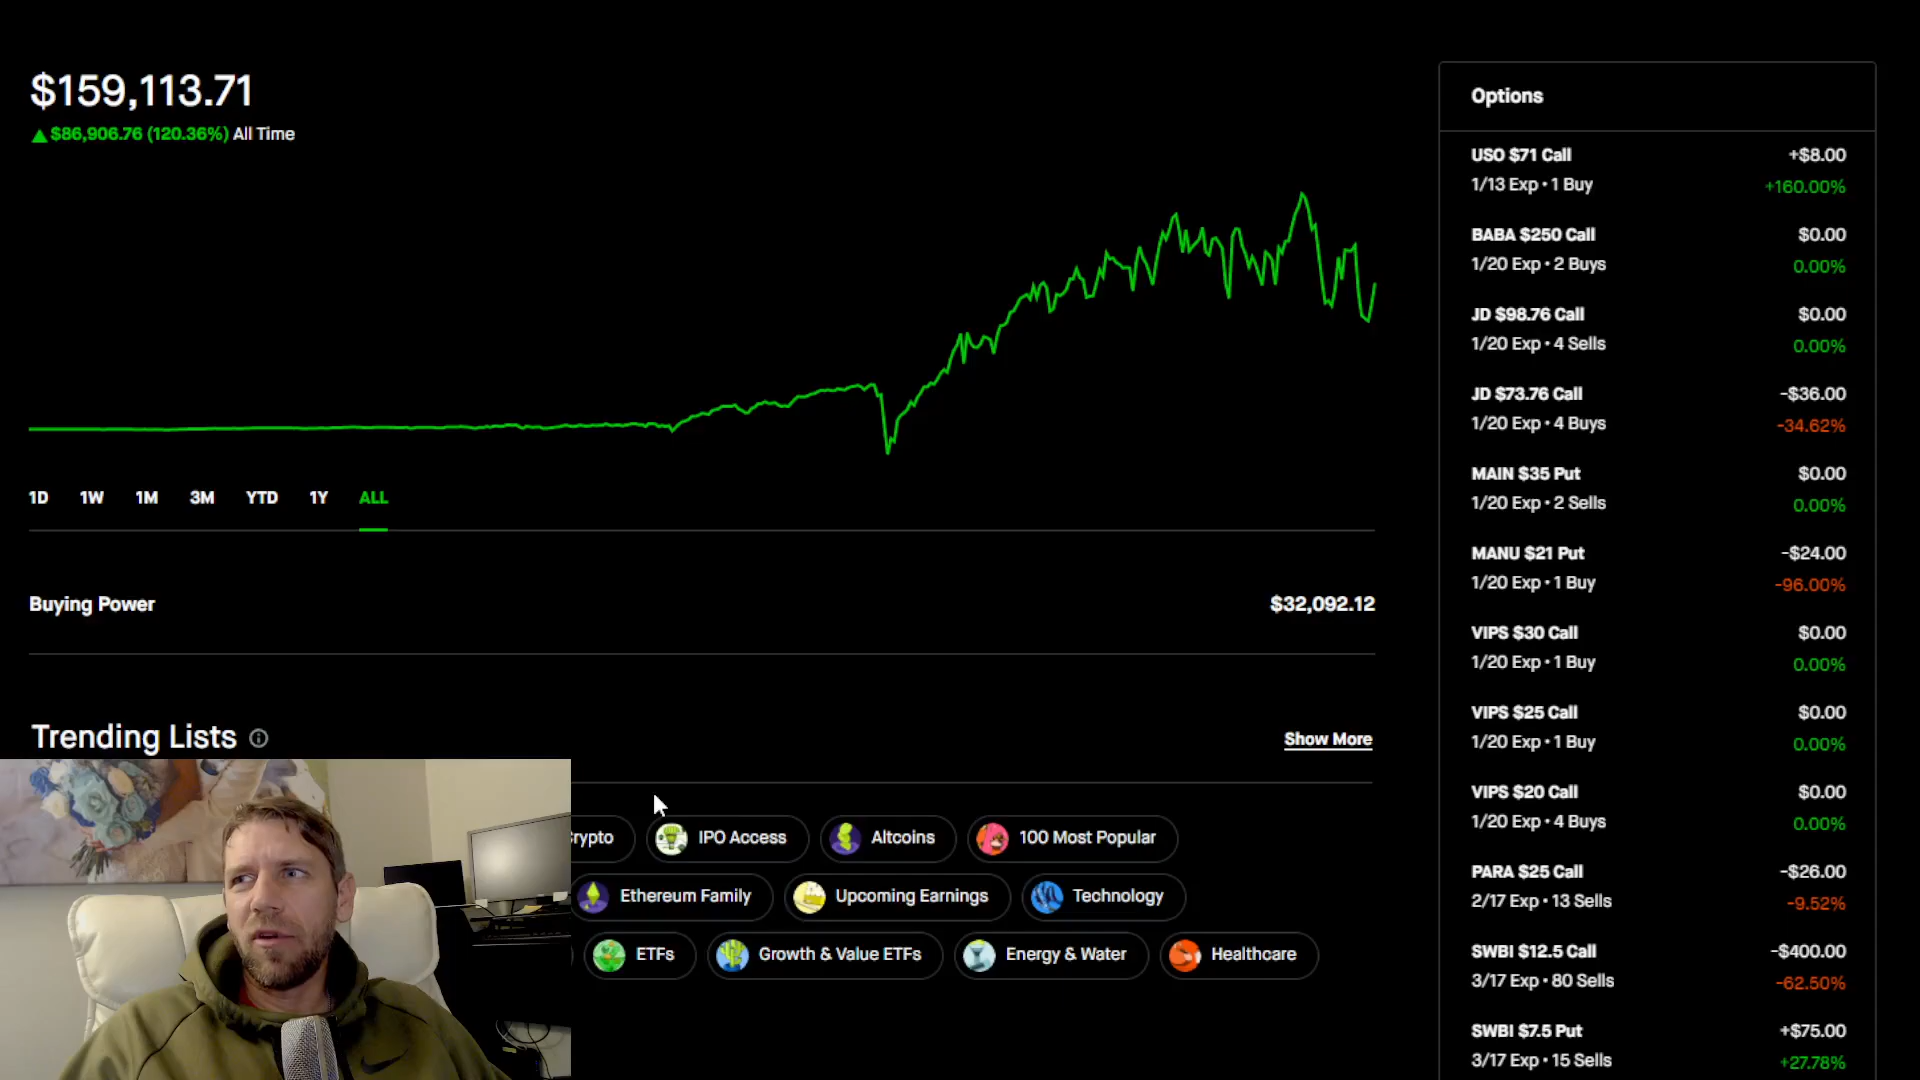 $159,113.71
$86,906.76 (120.36%) All Time
1D 1W 1M 3M YTD 1Y ALL
Buying Power $32,092.12
Trending Lists Show More
IPO Access Altcoins 100 Most Popular
Ethereum Family Upcoming Earnings Technology
ETFs Growth & Value ETFs Energy & Water Healthcare
Options
USO $71 Call +$8.00
1/13 Exp • 1 Buy +160.00%
BABA $250 Call $0.00
1/20 Exp • 2 Buys 0.00%
JD $98.76 Call $0.00
1/20 Exp • 4 Sells 0.00%
JD $73.76 Call -$36.00
1/20 Exp • 4 Buys -34.62%
MAIN $35 Put $0.00
1/20 Exp • 2 Sells 0.00%
MANU $21 Put -$24.00
1/20 Exp • 1 Buy -96.00%
VIPS $30 Call $0.00
1/20 Exp • 1 Buy 0.00%
VIPS $25 Call $0.00
1/20 Exp • 1 Buy 0.00%
VIPS $20 Call $0.00
1/20 Exp • 4 Buys 0.00%
PARA $25 Call -$26.00
2/17 Exp • 13 Sells -9.52%
SWBI $12.5 Call -$400.00
3/17 Exp • 80 Sells -62.50%
SWBI $7.5 Put +$75.00
3/17 Exp • 15 Sells +27.78%